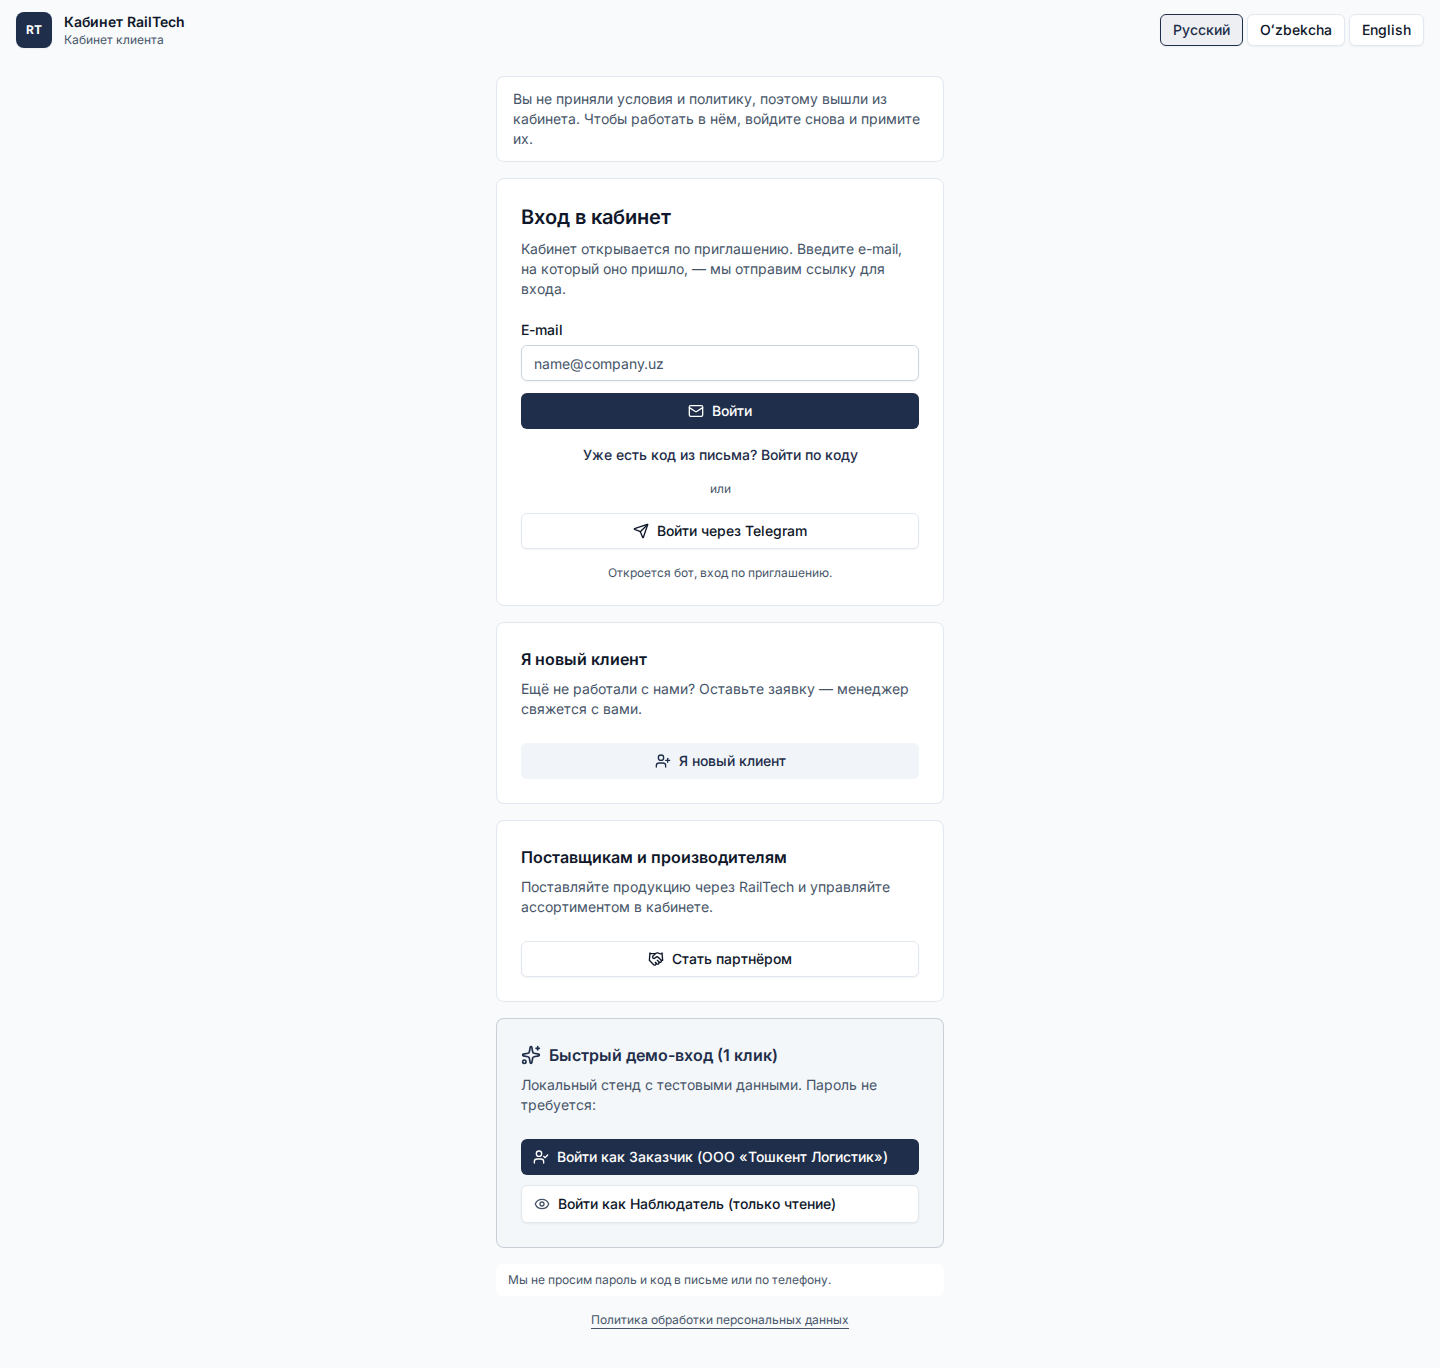 RT
Кабинет RailTech
Кабинет клиента
Русский
Oʻzbekcha
English
Вы не приняли условия и политику, поэтому вышли из
кабинета. Чтобы работать в нём, войдите снова и примите
их.
Вход в кабинет
Кабинет открывается по приглашению. Введите e-mail,
на который оно пришло, — мы отправим ссылку для
входа.
E-mail
name@company.uz
Войти
Уже есть код из письма? Войти по коду
или
Войти через Telegram
Откроется бот, вход по приглашению.
Я новый клиент
Ещё не работали с нами? Оставьте заявку — менеджер
свяжется с вами.
Я новый клиент
Поставщикам и производителям
Поставляйте продукцию через RailTech и управляйте
ассортиментом в кабинете.
Стать партнёром
Быстрый демо-вход (1 клик)
Локальный стенд с тестовыми данными. Пароль не
требуется:
Войти как Заказчик (ООО «Тошкент Логистик»)
Войти как Наблюдатель (только чтение)
Мы не просим пароль и код в письме или по телефону.
Политика обработки персональных данных